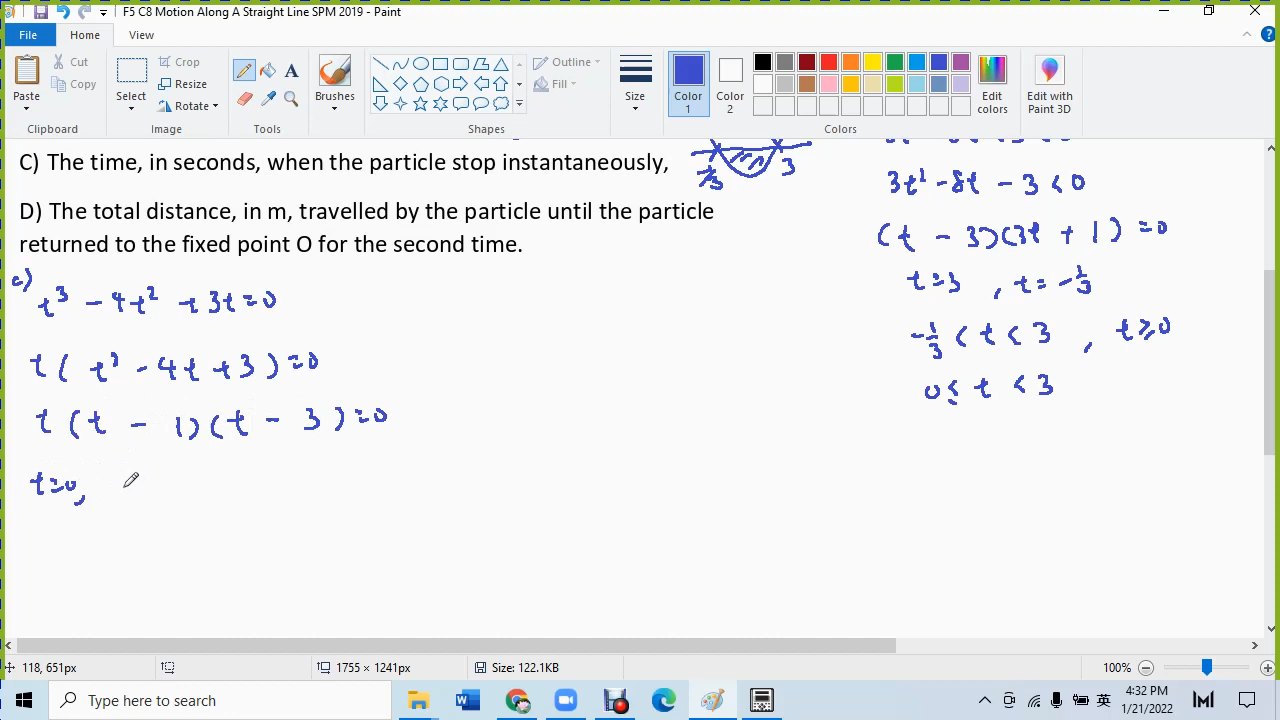 F5 C8 Motion Along A Straight Line SPM 2019 - Paint
File Home View
Paste
Cut
Copy
Clipboard
Select
Crop
Resize
Rotate
Image
A
Tools
Brushes
Outline
Fill
Shapes
Size
Color 1
Color 2
Edit colors
Colors
Edit with Paint 3D
C) The time, in seconds, when the particle stop instantaneously,
-1/3 3
D) The total distance, in m, travelled by the particle until the particle
returned to the fixed point O for the second time.
3t² - 8t - 3 < 0
(t - 3)(3t + 1) = 0
t = 3 , t = -1/3
-1/3 < t < 3 , t ≥ 0
0 ≤ t < 3
c)
t³ - 4t² + 3t = 0
t ( t² - 4t + 3 ) = 0
t ( t - 1)( t - 3 ) = 0
t = 0,
118, 651px
1755 × 1241px
Size: 122.1KB
100%
Type here to search
英
4:32 PM
1/21/2022